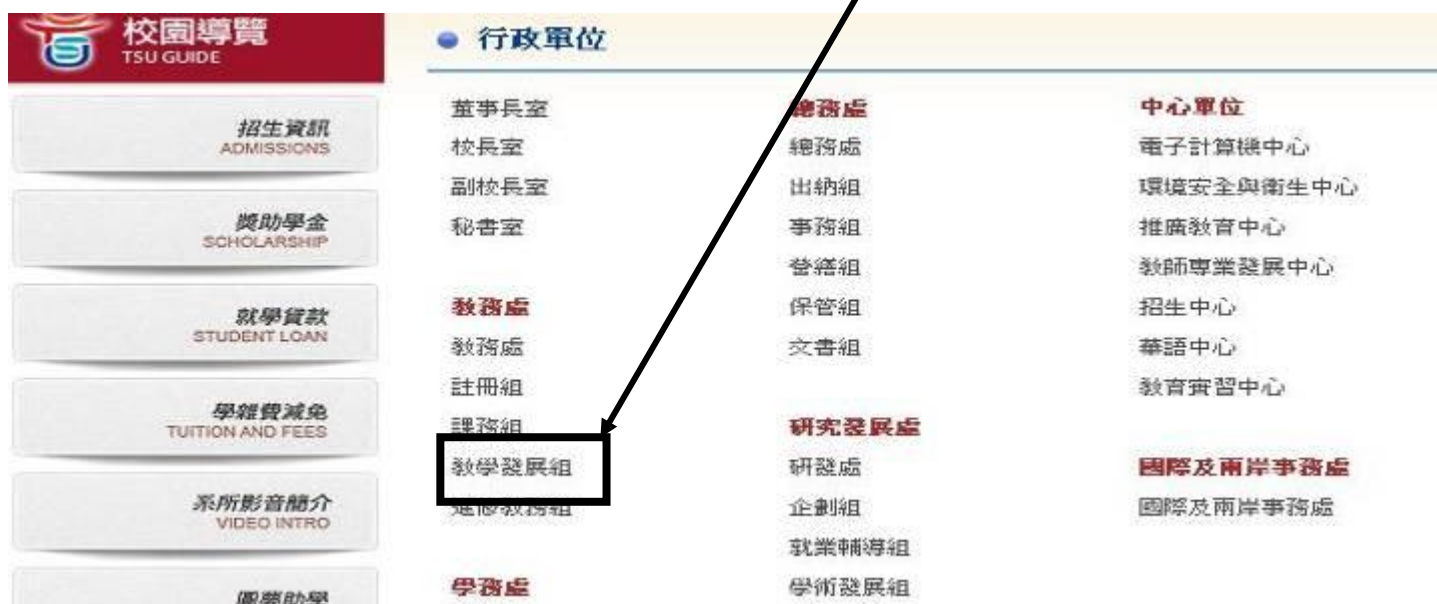 校園導覽
TSU GUIDE
招生資訊
ADMISSIONS
獎助學金
SCHOLARSHIP
就學貸款
STUDENT LOAN
學雜費減免
TUITION AND FEES
系所影音簡介
VIDEO INTRO
圓夢助學
行政單位
董事長室
校長室
副校長室
秘書室
教務處
教務處
註冊組
課務組
教學發展組
進修教務組
學務處
總務處
總務處
出納組
事務組
營繕組
保管組
文書組
研究發展處
研發處
企劃組
就業輔導組
學術發展組
中心單位
電子計算機中心
環境安全與衛生中心
推廣教育中心
教師專業發展中心
招生中心
華語中心
教育實習中心
國際及兩岸事務處
國際及兩岸事務處